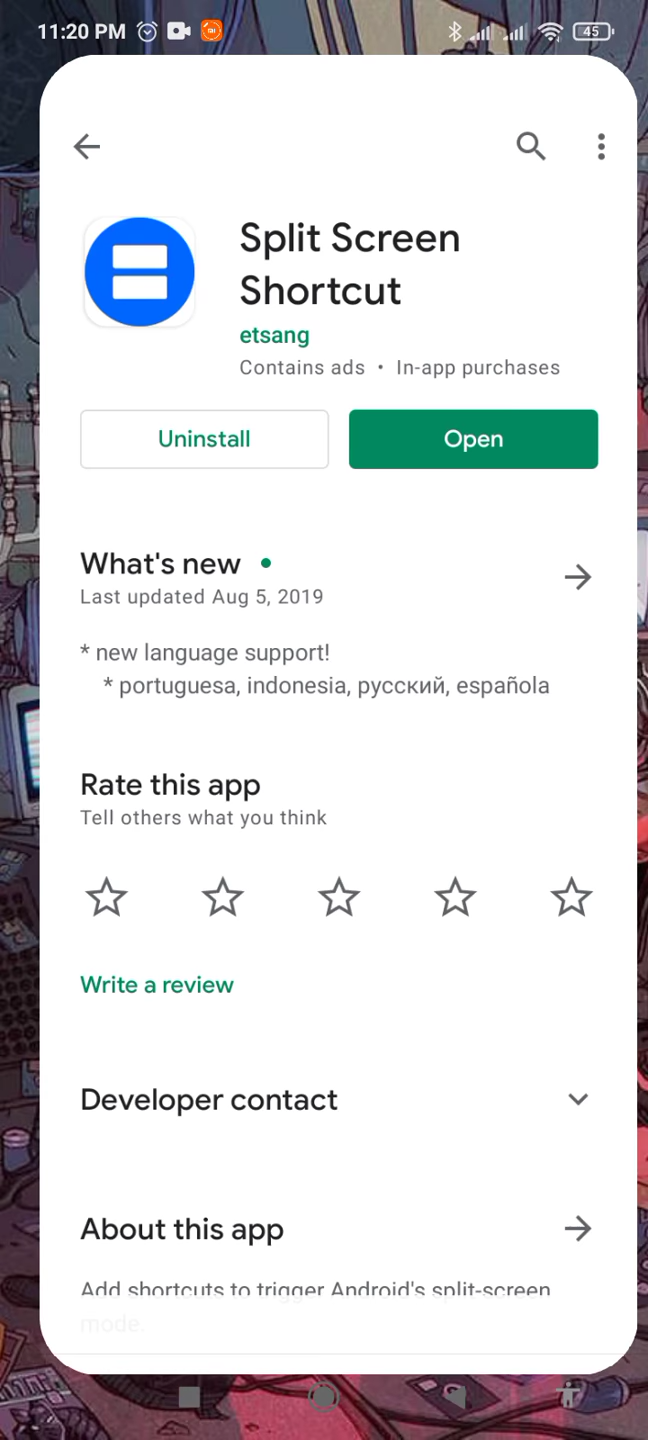 11:20 PM
45
Split Screen
Shortcut
etsang
Contains ads • In-app purchases
Uninstall
Open
What's new
Last updated Aug 5, 2019
* new language support!
* portuguesa, indonesia, русский, española
Rate this app
Tell others what you think
Write a review
Developer contact
About this app
Add shortcuts to trigger Android's split-screen
mode.